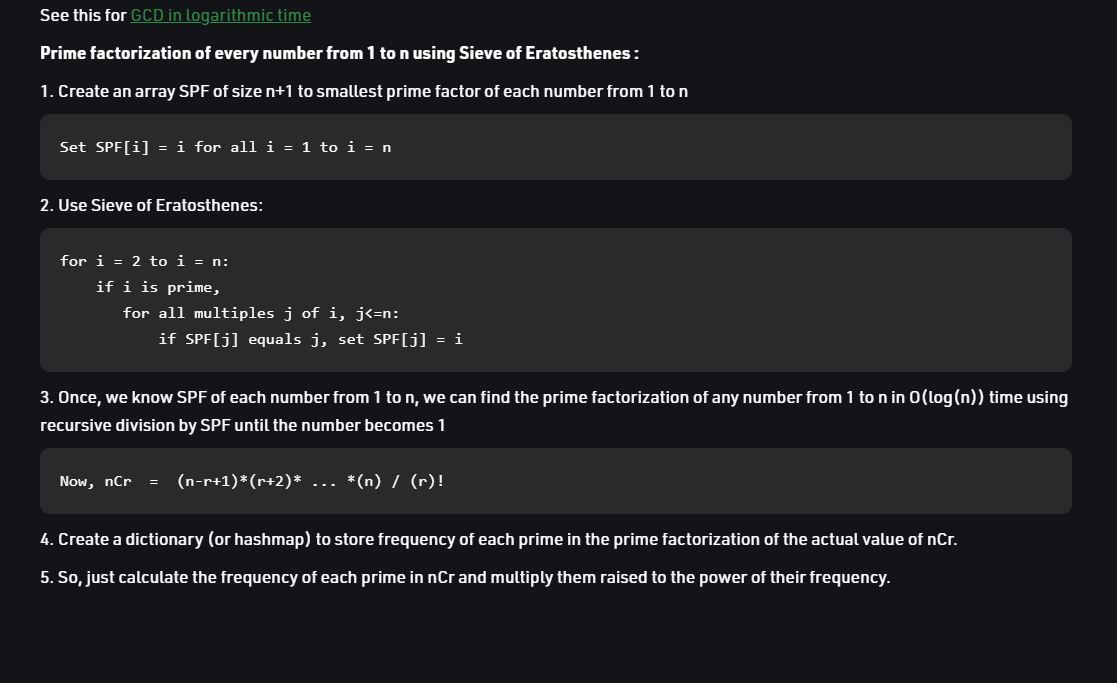 See this for GCD in logarithmic time
Prime factorization of every number from 1 to n using Sieve of Eratosthenes :
1. Create an array SPF of size n+1 to smallest prime factor of each number from 1 to n
Set SPF[i] = i for all i = 1 to i = n
2. Use Sieve of Eratosthenes:
for i = 2 to i = n:
    if i is prime,
       for all multiples j of i, j<=n:
           if SPF[j] equals j, set SPF[j] = i
3. Once, we know SPF of each number from 1 to n, we can find the prime factorization of any number from 1 to n in O(log(n)) time using
recursive division by SPF until the number becomes 1
Now, nCr  =  (n-r+1)*(r+2)* ... *(n) / (r)!
4. Create a dictionary (or hashmap) to store frequency of each prime in the prime factorization of the actual value of nCr.
5. So, just calculate the frequency of each prime in nCr and multiply them raised to the power of their frequency.